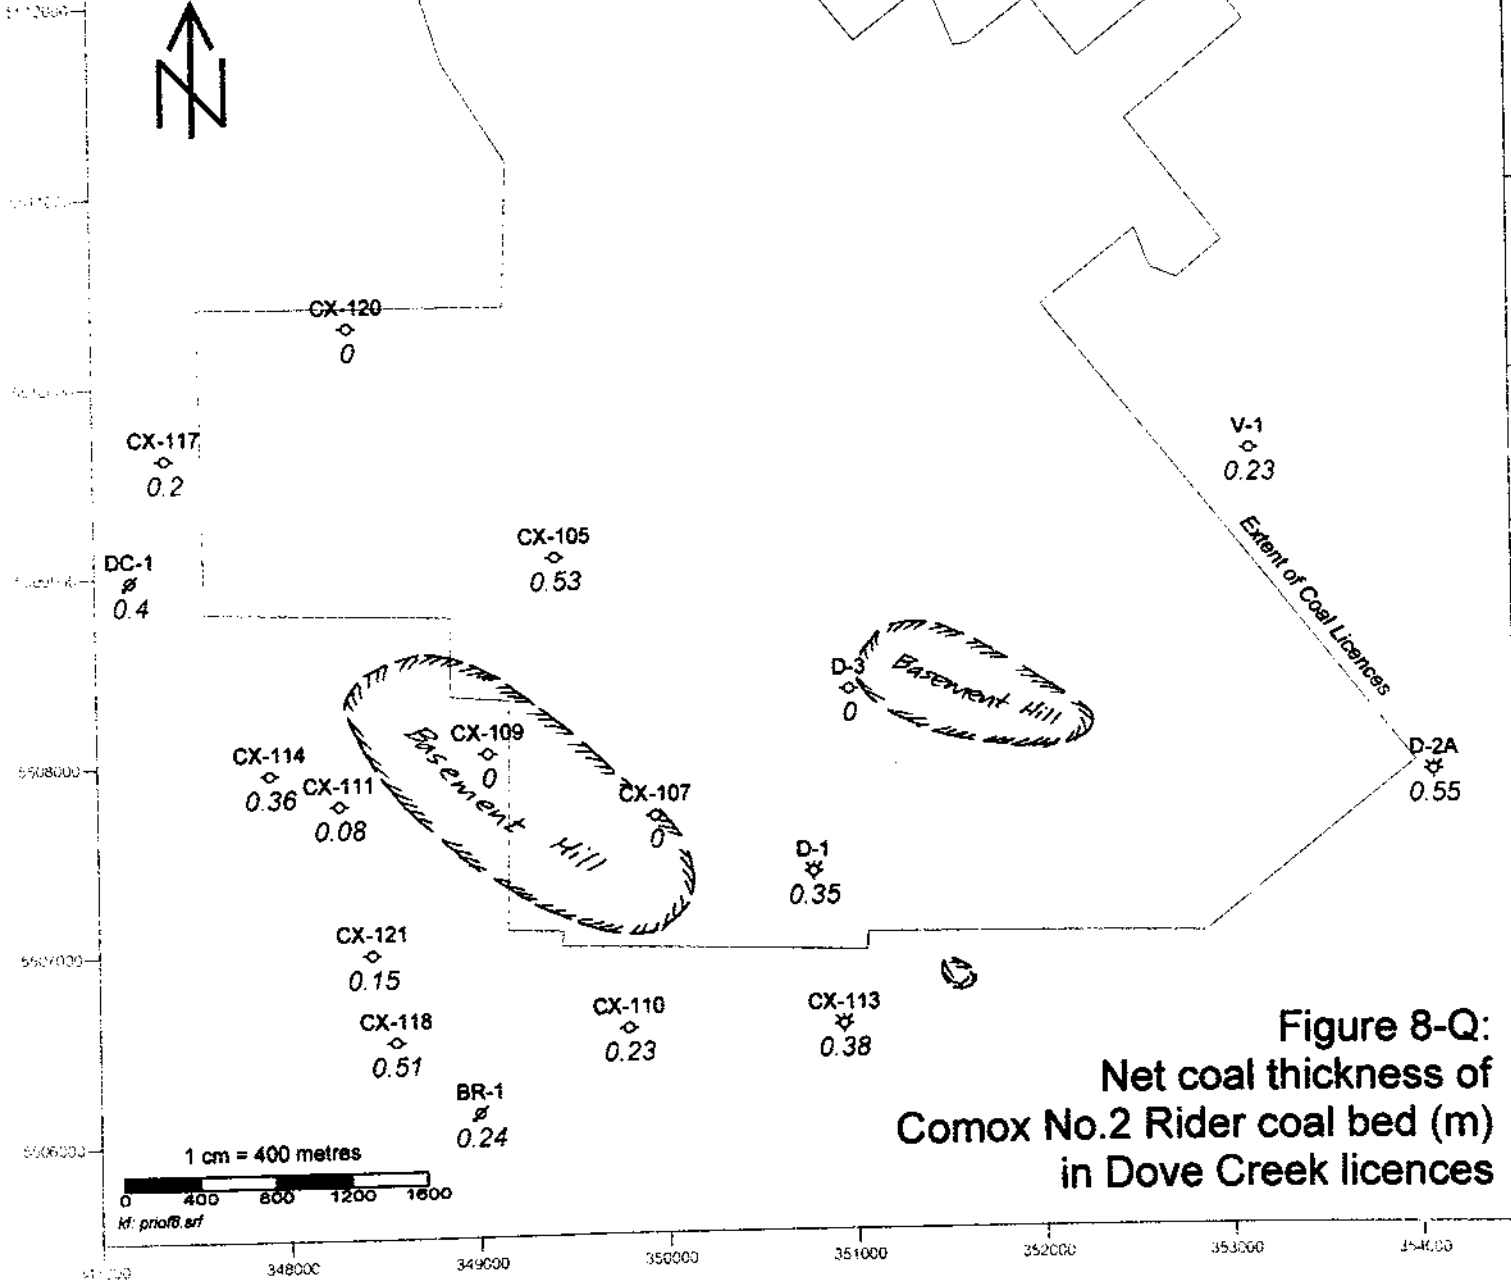 N
CX-120
0
CX-117
0.2
V-1
0.23
CX-105
0.53
DC-1
0.4
Extent of Coal Licences
D-3
0
Basement Hill
CX-109
0
Basement Hill
CX-114
0.36
CX-111
0.08
CX-107
0
D-2A
0.55
5508000
D-1
0.35
CX-121
0.15
5507000
CX-110
0.23
CX-113
0.38
CX-118
0.51
BR-1
0.24
Figure 8-Q:
Net coal thickness of
Comox No.2 Rider coal bed (m)
in Dove Creek licences
5506000
1 cm = 400 metres
0 400 800 1200 1600
348000 349000 350000 351000 352000 353000 354000